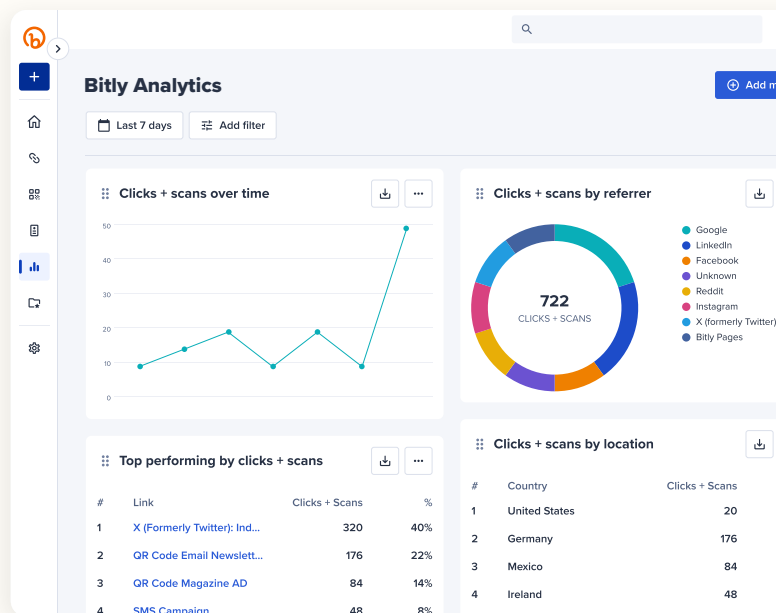 Bitly Analytics
Add m
Last 7 days
Add filter
Clicks + scans over time
50
40
30
20
10
0
Clicks + scans by referrer
722
CLICKS + SCANS
Google
LinkedIn
Facebook
Unknown
Reddit
Instagram
X (formerly Twitter)
Bitly Pages
Top performing by clicks + scans
# Link Clicks + Scans %
1 X (Formerly Twitter): Ind... 320 40%
2 QR Code Email Newslett... 176 22%
3 QR Code Magazine AD 84 14%
4 SMS Campaign 48 8%
Clicks + scans by location
# Country Clicks + Scans
1 United States 20
2 Germany 176
3 Mexico 84
4 Ireland 48